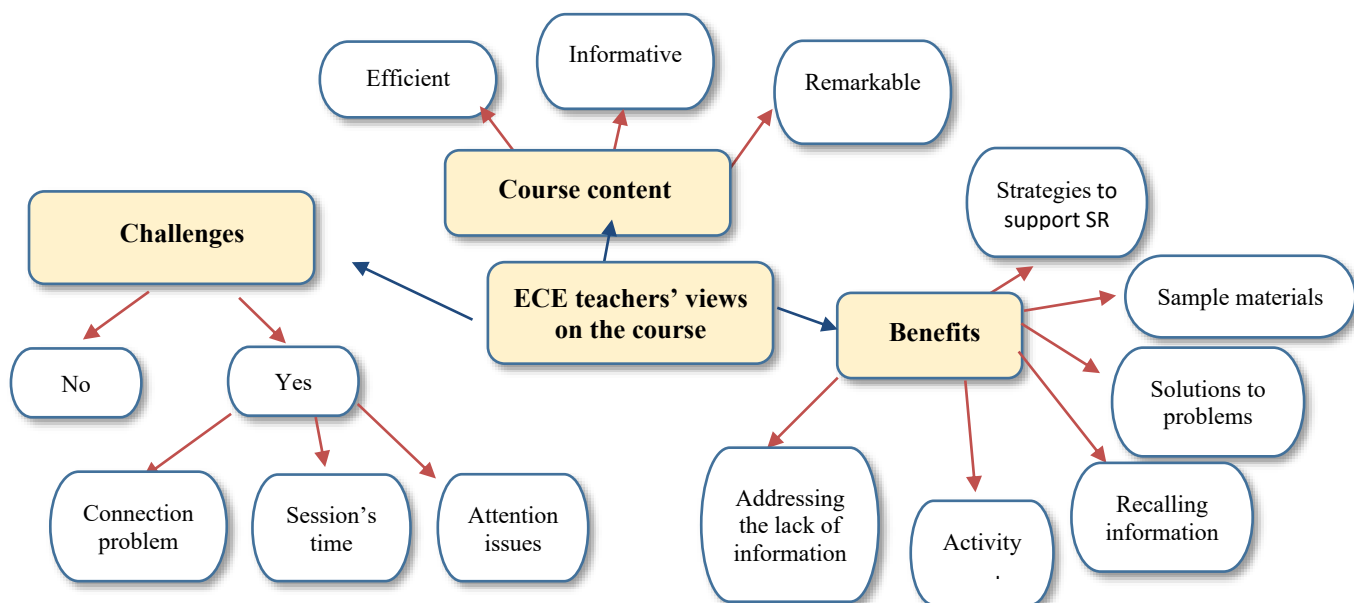 Efficient
Informative
Remarkable
Course content
Challenges
ECE teachers’ views
on the course
Benefits
Strategies to
support SR
Sample materials
Solutions to
problems
Recalling
information
Activity
.
Addressing
the lack of
information
No
Yes
Connection
problem
Session’s
time
Attention
issues